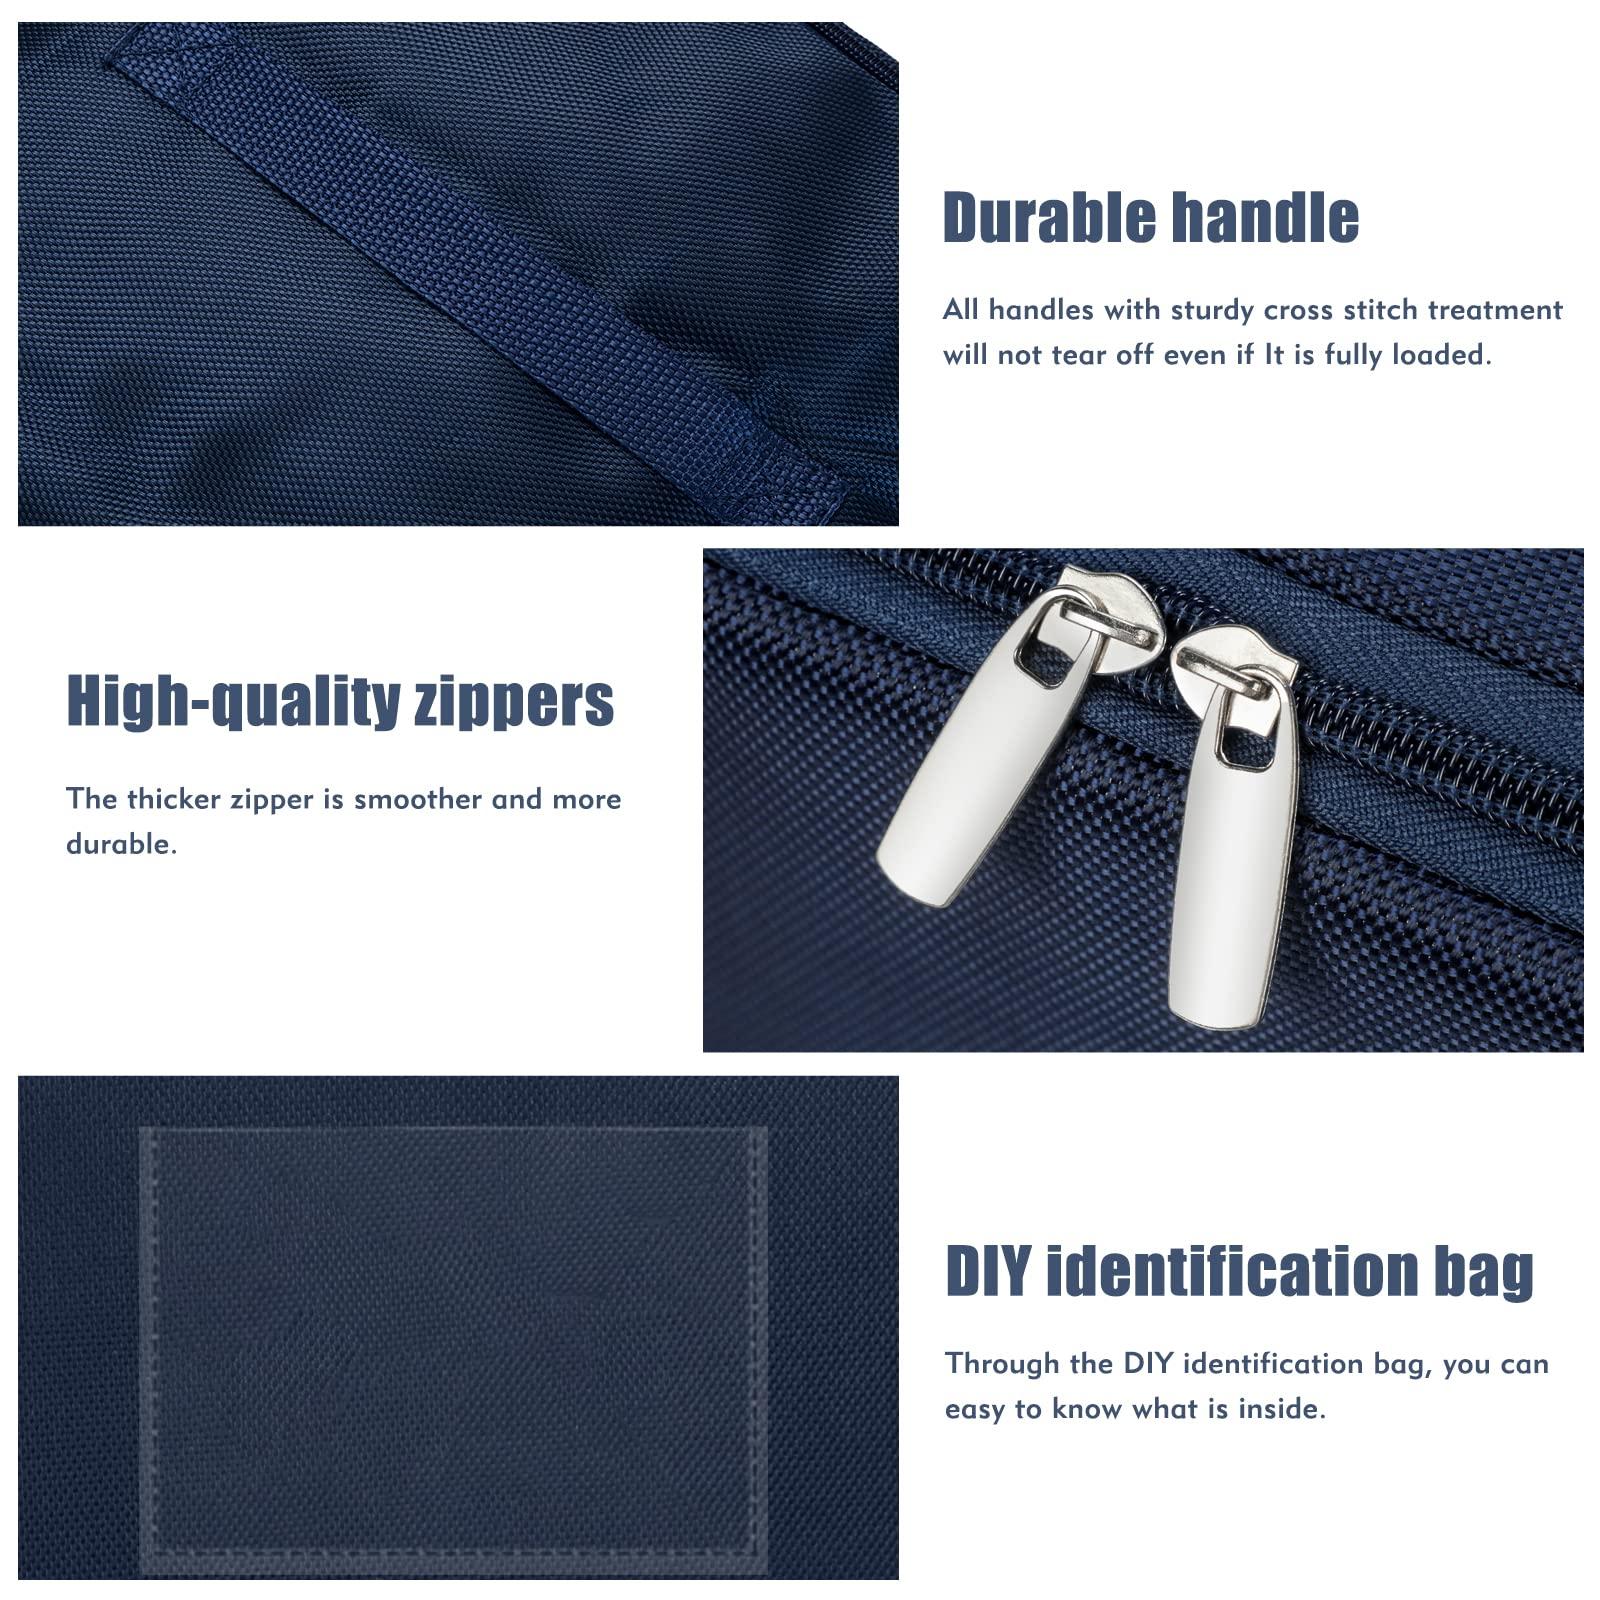 Durable handle
All handles with sturdy cross stitch treatment
will not tear off even if It is fully loaded.
High-quality zippers
The thicker zipper is smoother and more
durable.
DIY identification bag
Through the DIY identification bag, you can
easy to know what is inside.